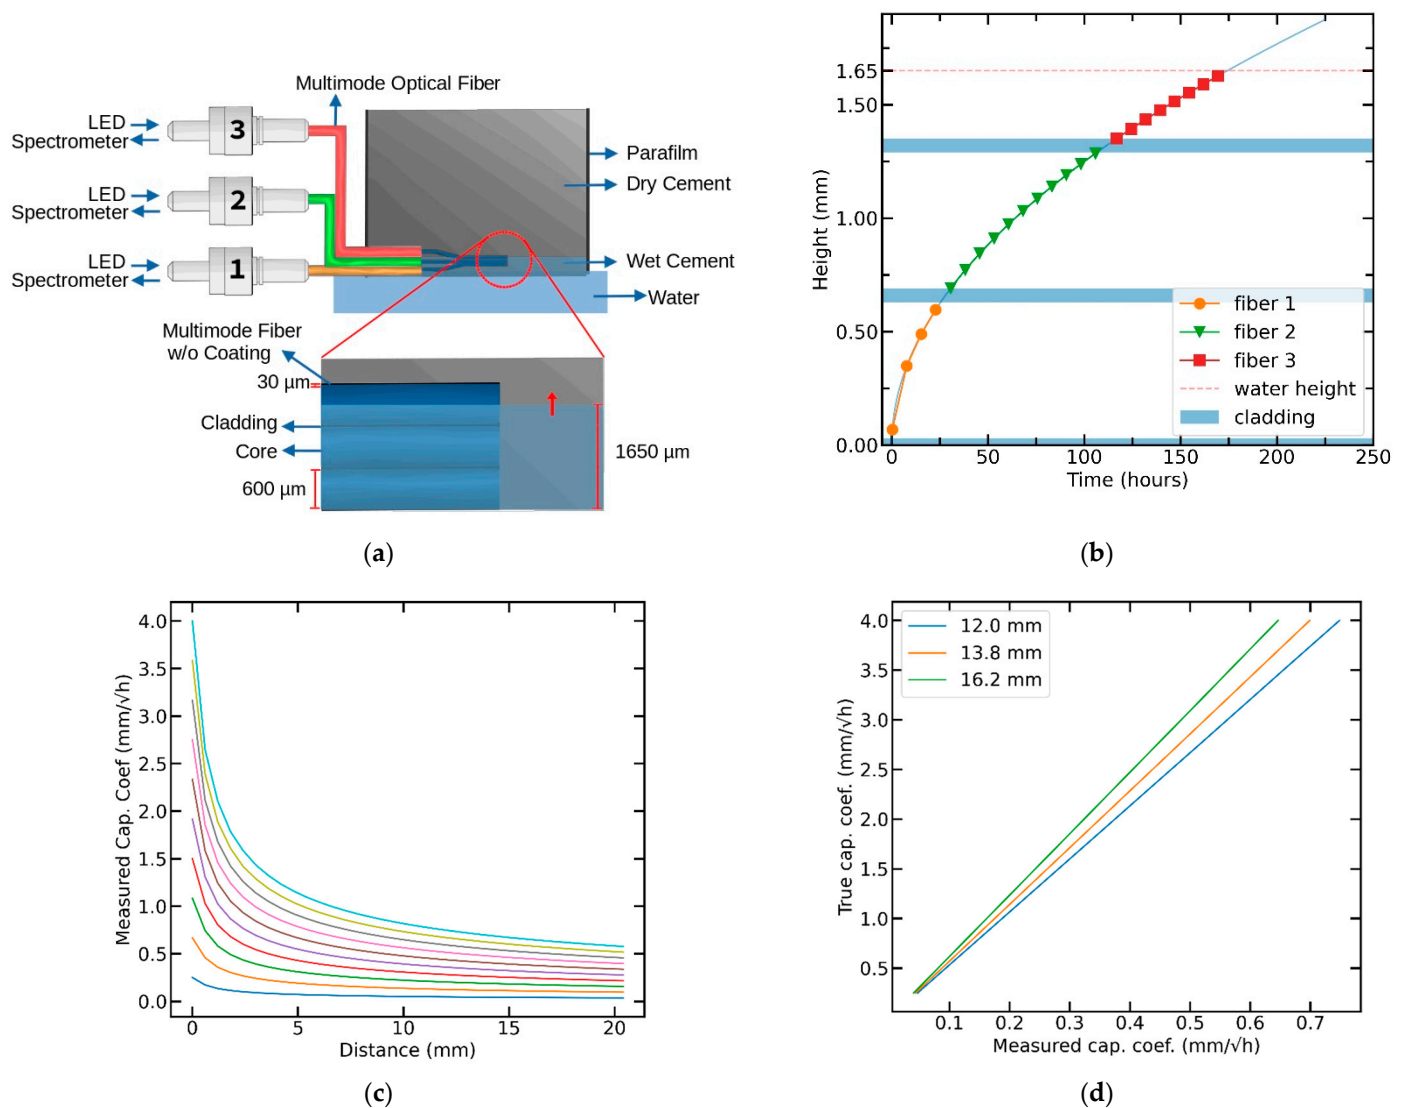 Multimode Optical Fiber
LED
Spectrometer
3
LED
Spectrometer
2
LED
Spectrometer
1
Parafilm
Dry Cement
Wet Cement
Water
Multimode Fiber
w/o Coating
30 µm
Cladding
Core
600 µm
1650 µm
(a)
Height (mm)
1.65
1.50
1.00
0.50
0.00
fiber 1
fiber 2
fiber 3
water height
cladding
0 50 100 150 200 250
Time (hours)
(b)
Measured Cap. Coef (mm/√h)
4.0
3.5
3.0
2.5
2.0
1.5
1.0
0.5
0.0
0 5 10 15 20
Distance (mm)
(c)
True cap. coef. (mm/√h)
12.0 mm
13.8 mm
16.2 mm
4.0
3.5
3.0
2.5
2.0
1.5
1.0
0.5
0.1 0.2 0.3 0.4 0.5 0.6 0.7
Measured cap. coef. (mm/√h)
(d)